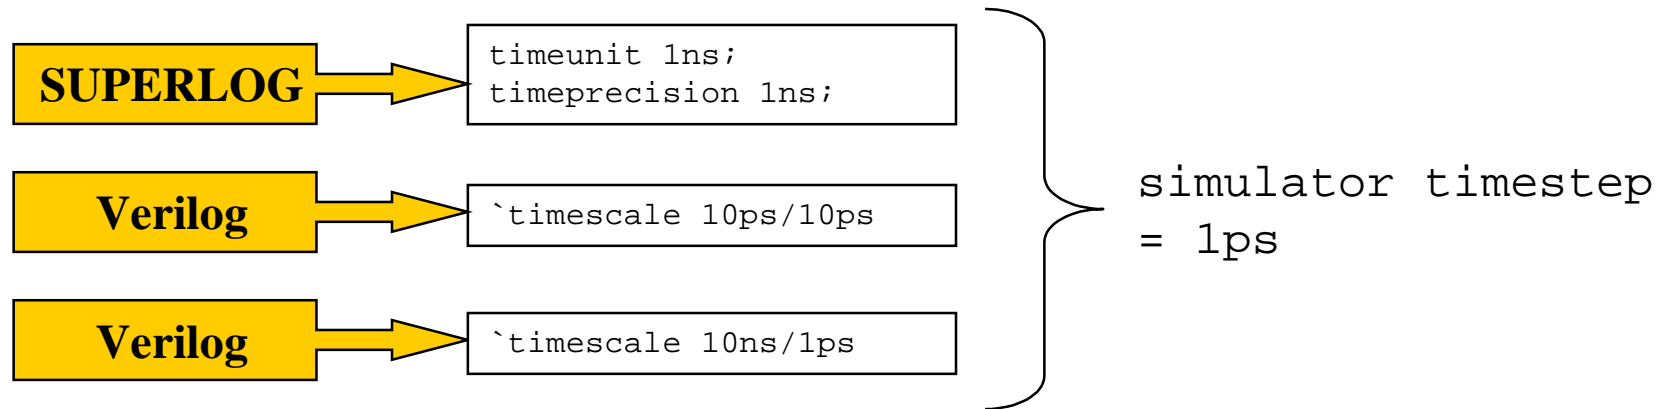 SUPERLOG
timeunit 1ns;
timeprecision 1ns;
Verilog
`timescale 10ps/10ps
Verilog
`timescale 10ns/1ps
simulator timestep
= 1ps